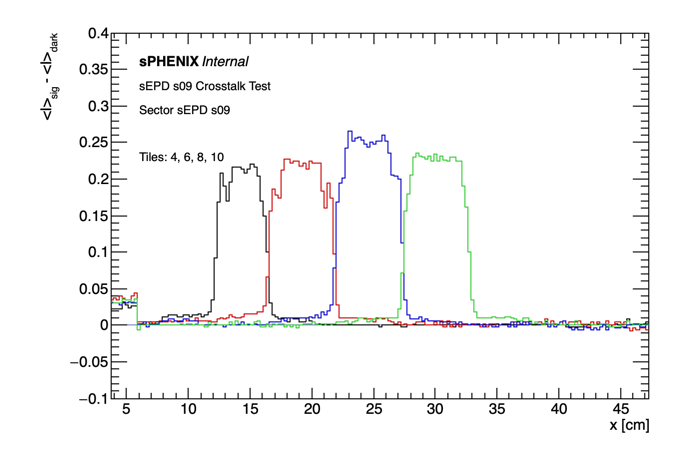 <I>sig - <I>dark
0.4
0.35
0.3
0.25
0.2
0.15
0.1
0.05
0
−0.05
−0.1
sPHENIX Internal
sEPD s09 Crosstalk Test
Sector sEPD s09
Tiles: 4, 6, 8, 10
5 10 15 20 25 30 35 40 45
x [cm]